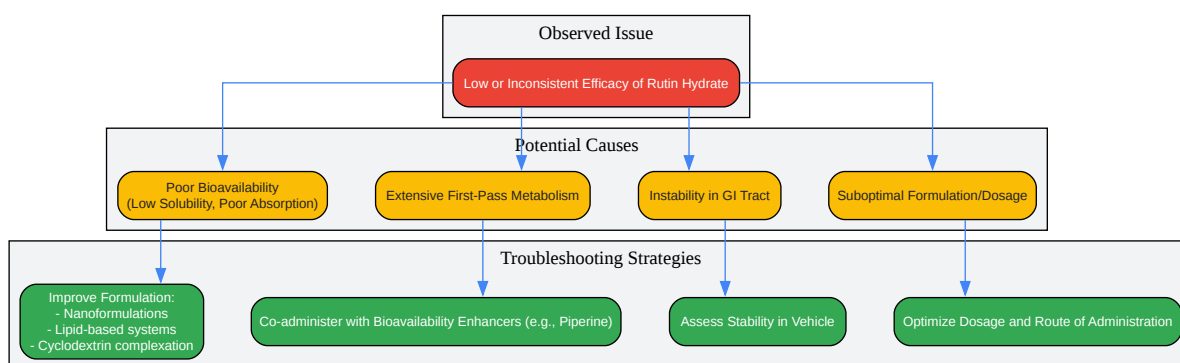 Observed Issue
Low or Inconsistent Efficacy of Rutin Hydrate
Potential Causes
Poor Bioavailability
(Low Solubility, Poor Absorption)
Extensive First-Pass Metabolism
Instability in GI Tract
Suboptimal Formulation/Dosage
Troubleshooting Strategies
Improve Formulation:
- Nanoformulations
- Lipid-based systems
- Cyclodextrin complexation
Co-administer with Bioavailability Enhancers (e.g., Piperine)
Assess Stability in Vehicle
Optimize Dosage and Route of Administration